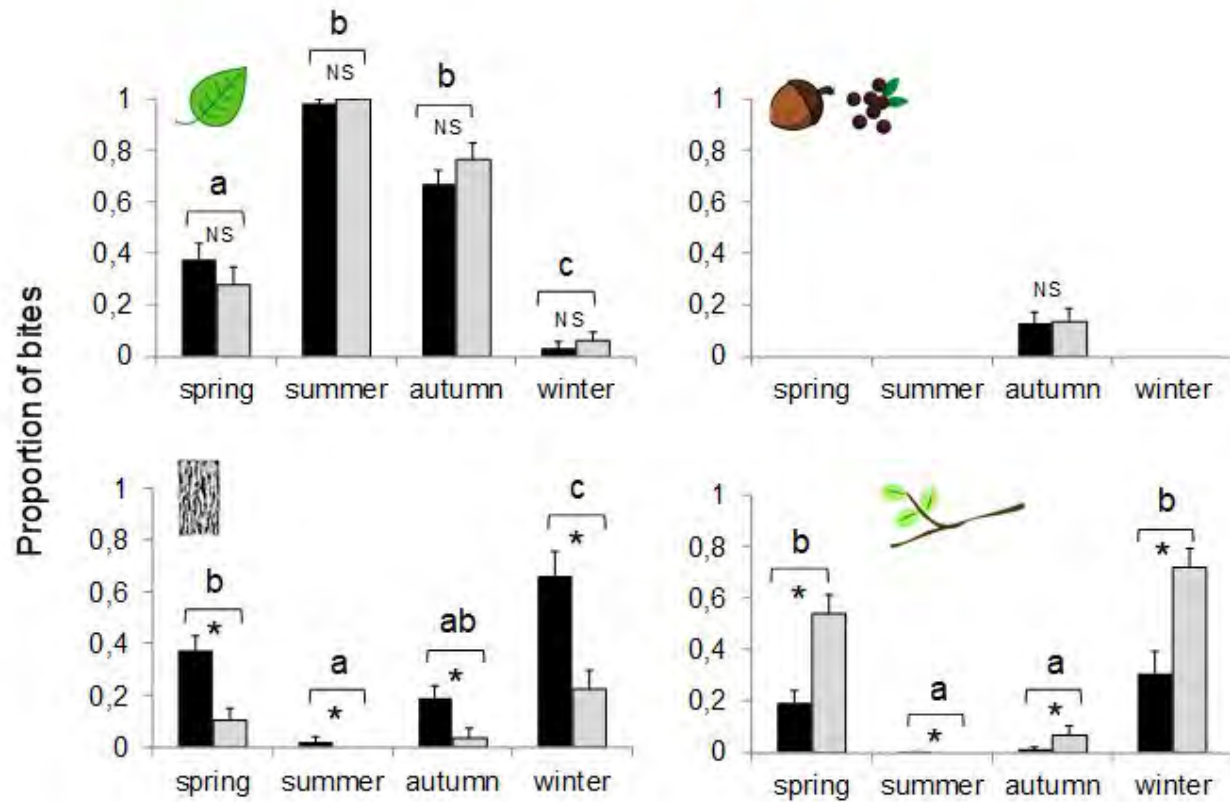 Proportion of bites
b
NS
b
NS
a
NS
c
NS
1
0,8
0,6
0,4
0,2
0
spring summer autumn winter
1
0,8
0,6
0,4
0,2
0
NS
spring summer autumn winter
1
0,8
0,6
0,4
0,2
0
b
*
a
*
ab
*
c
*
spring summer autumn winter
1
0,8
0,6
0,4
0,2
0
b
*
a
*
a
*
b
*
spring summer autumn winter